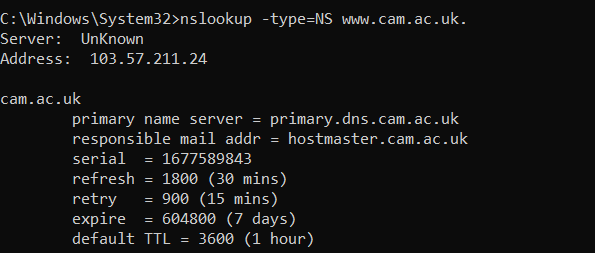 C:\Windows\System32>nslookup -type=NS www.cam.ac.uk.
Server:  UnKnown
Address:  103.57.211.24

cam.ac.uk
        primary name server = primary.dns.cam.ac.uk
        responsible mail addr = hostmaster.cam.ac.uk
        serial  = 1677589843
        refresh = 1800 (30 mins)
        retry   = 900 (15 mins)
        expire  = 604800 (7 days)
        default TTL = 3600 (1 hour)